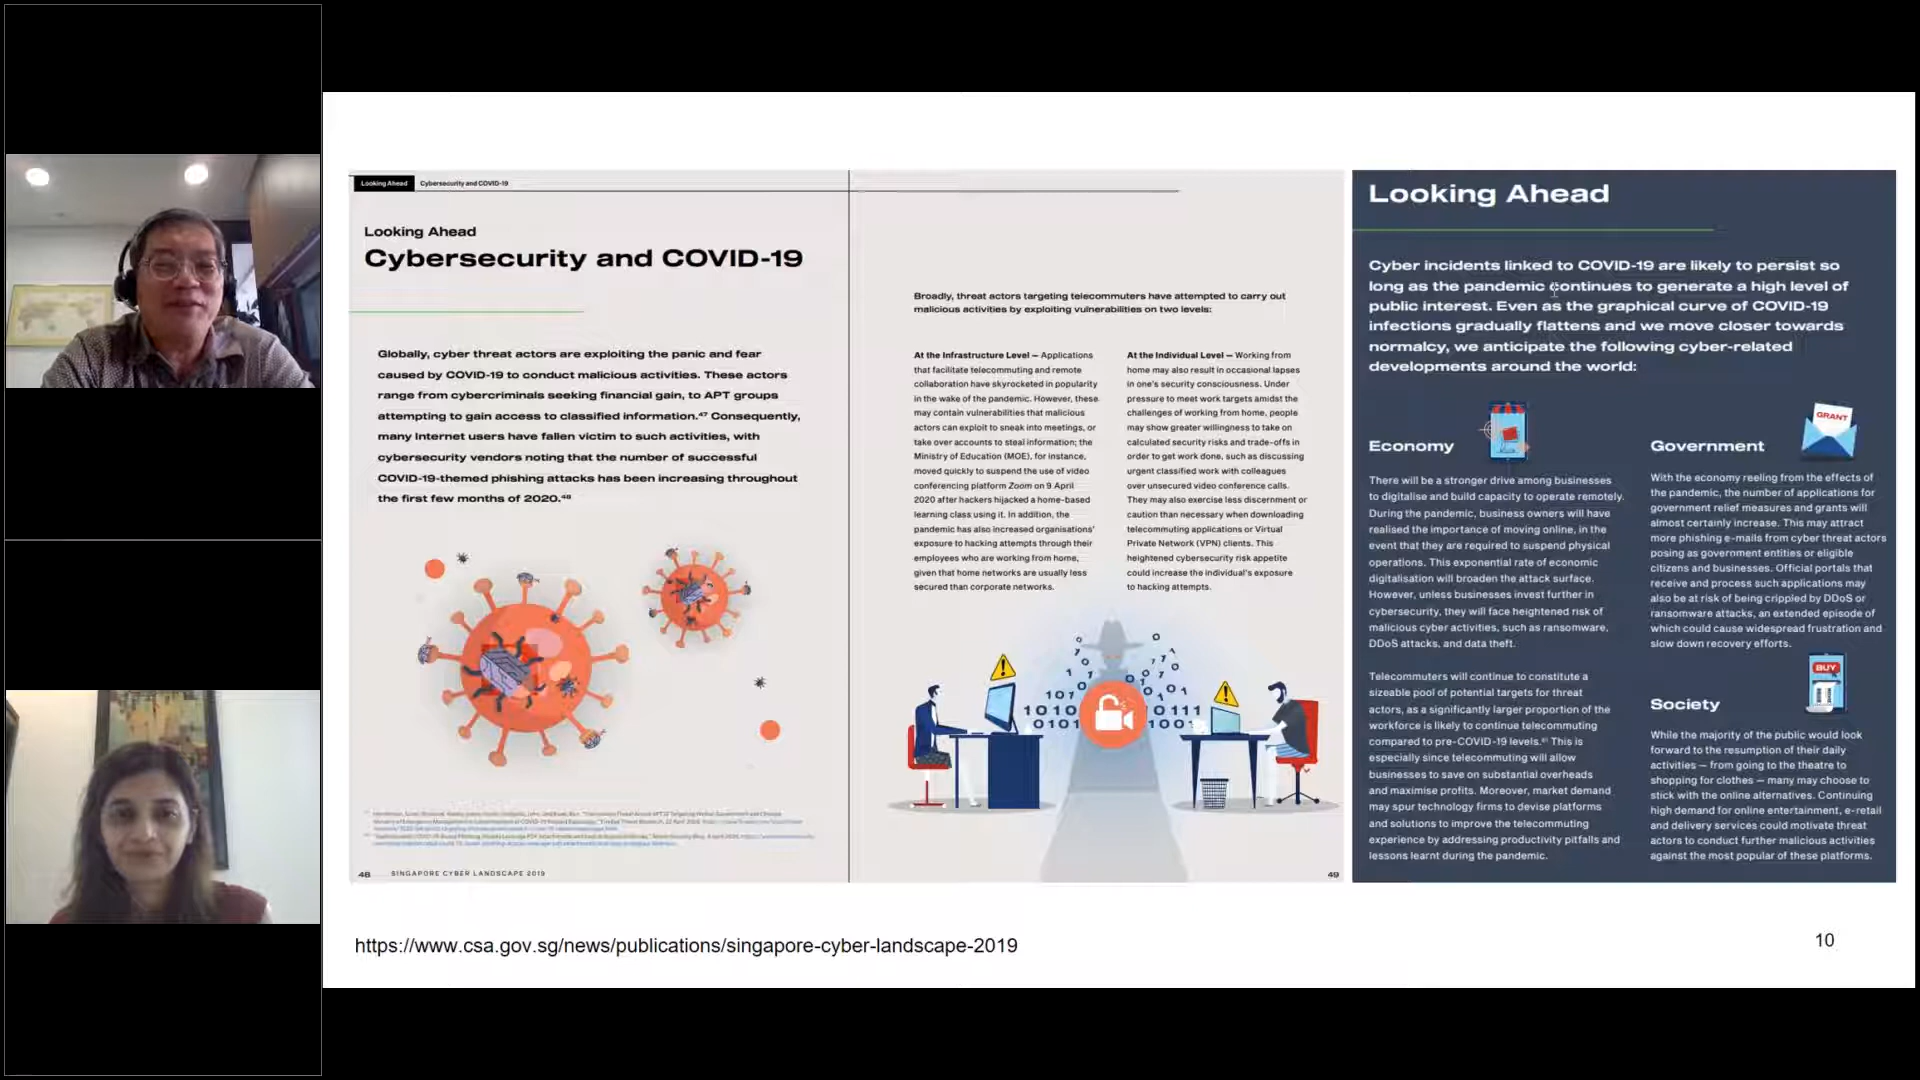 Looking Ahead Cybersecurity and COVID-19
Looking Ahead
Cybersecurity and COVID-19
Globally, cyber threat actors are exploiting the panic and fear
caused by COVID-19 to conduct malicious activities. These actors
range from cybercriminals seeking financial gain, to APT groups
attempting to gain access to classified information.⁴⁷ Consequently,
many Internet users have fallen victim to such activities, with
cybersecurity vendors noting that the number of successful
COVID-19-themed phishing attacks has been increasing throughout
the first few months of 2020.⁴⁸
48 SINGAPORE CYBER LANDSCAPE 2019
Broadly, threat actors targeting telecommuters have attempted to carry out
malicious activities by exploiting vulnerabilities on two levels:
At the Infrastructure Level – Applications
that facilitate telecommuting and remote
collaboration have skyrocketed in popularity
in the wake of the pandemic. However, these
may contain vulnerabilities that malicious
actors can exploit to sneak into meetings, or
take over accounts to steal information; the
Ministry of Education (MOE), for instance,
moved quickly to suspend the use of video
conferencing platform Zoom on 9 April
2020 after hackers hijacked a home-based
learning class using it. In addition, the
pandemic has also increased organisations'
exposure to hacking attempts through their
employees who are working from home,
given that home networks are usually less
secured than corporate networks.
At the Individual Level – Working from
home may also result in occasional lapses
in one's security consciousness. Under
pressure to meet work targets amidst the
challenges of working from home, people
may show greater willingness to take on
calculated security risks and trade-offs in
order to get work done, such as discussing
urgent classified work with colleagues
over unsecured video conference calls.
They may also exercise less discernment or
caution than necessary when downloading
telecommuting applications or Virtual
Private Network (VPN) clients. This
heightened cybersecurity risk appetite
could increase the individual's exposure
to hacking attempts.
49
Looking Ahead
Cyber incidents linked to COVID-19 are likely to persist so
long as the pandemic continues to generate a high level of
public interest. Even as the graphical curve of COVID-19
infections gradually flattens and we move closer towards
normalcy, we anticipate the following cyber-related
developments around the world:
Economy
There will be a stronger drive among businesses
to digitalise and build capacity to operate remotely.
During the pandemic, business owners will have
realised the importance of moving online, in the
event that they are required to suspend physical
operations. This exponential rate of economic
digitalisation will broaden the attack surface.
However, unless businesses invest further in
cybersecurity, they will face heightened risk of
malicious cyber activities, such as ransomware,
DDoS attacks, and data theft.
Telecommuters will continue to constitute a
sizeable pool of potential targets for threat
actors, as a significantly larger proportion of the
workforce is likely to continue telecommuting
compared to pre-COVID-19 levels.⁶¹ This is
especially since telecommuting will allow
businesses to save on substantial overheads
and maximise profits. Moreover, market demand
may spur technology firms to devise platforms
and solutions to improve the telecommuting
experience by addressing productivity pitfalls and
lessons learnt during the pandemic.
GRANT
Government
With the economy reeling from the effects of
the pandemic, the number of applications for
government relief measures and grants will
almost certainly increase. This may attract
more phishing e-mails from cyber threat actors
posing as government entities or eligible
citizens and businesses. Official portals that
receive and process such applications may
also be at risk of being crippled by DDoS or
ransomware attacks, an extended episode of
which could cause widespread frustration and
slow down recovery efforts.
BUY
Society
While the majority of the public would look
forward to the resumption of their daily
activities — from going to the theatre to
shopping for clothes — many may choose to
stick with the online alternatives. Continuing
high demand for online entertainment, e-retail
and delivery services could motivate threat
actors to conduct further malicious activities
against the most popular of these platforms.
https://www.csa.gov.sg/news/publications/singapore-cyber-landscape-2019
10